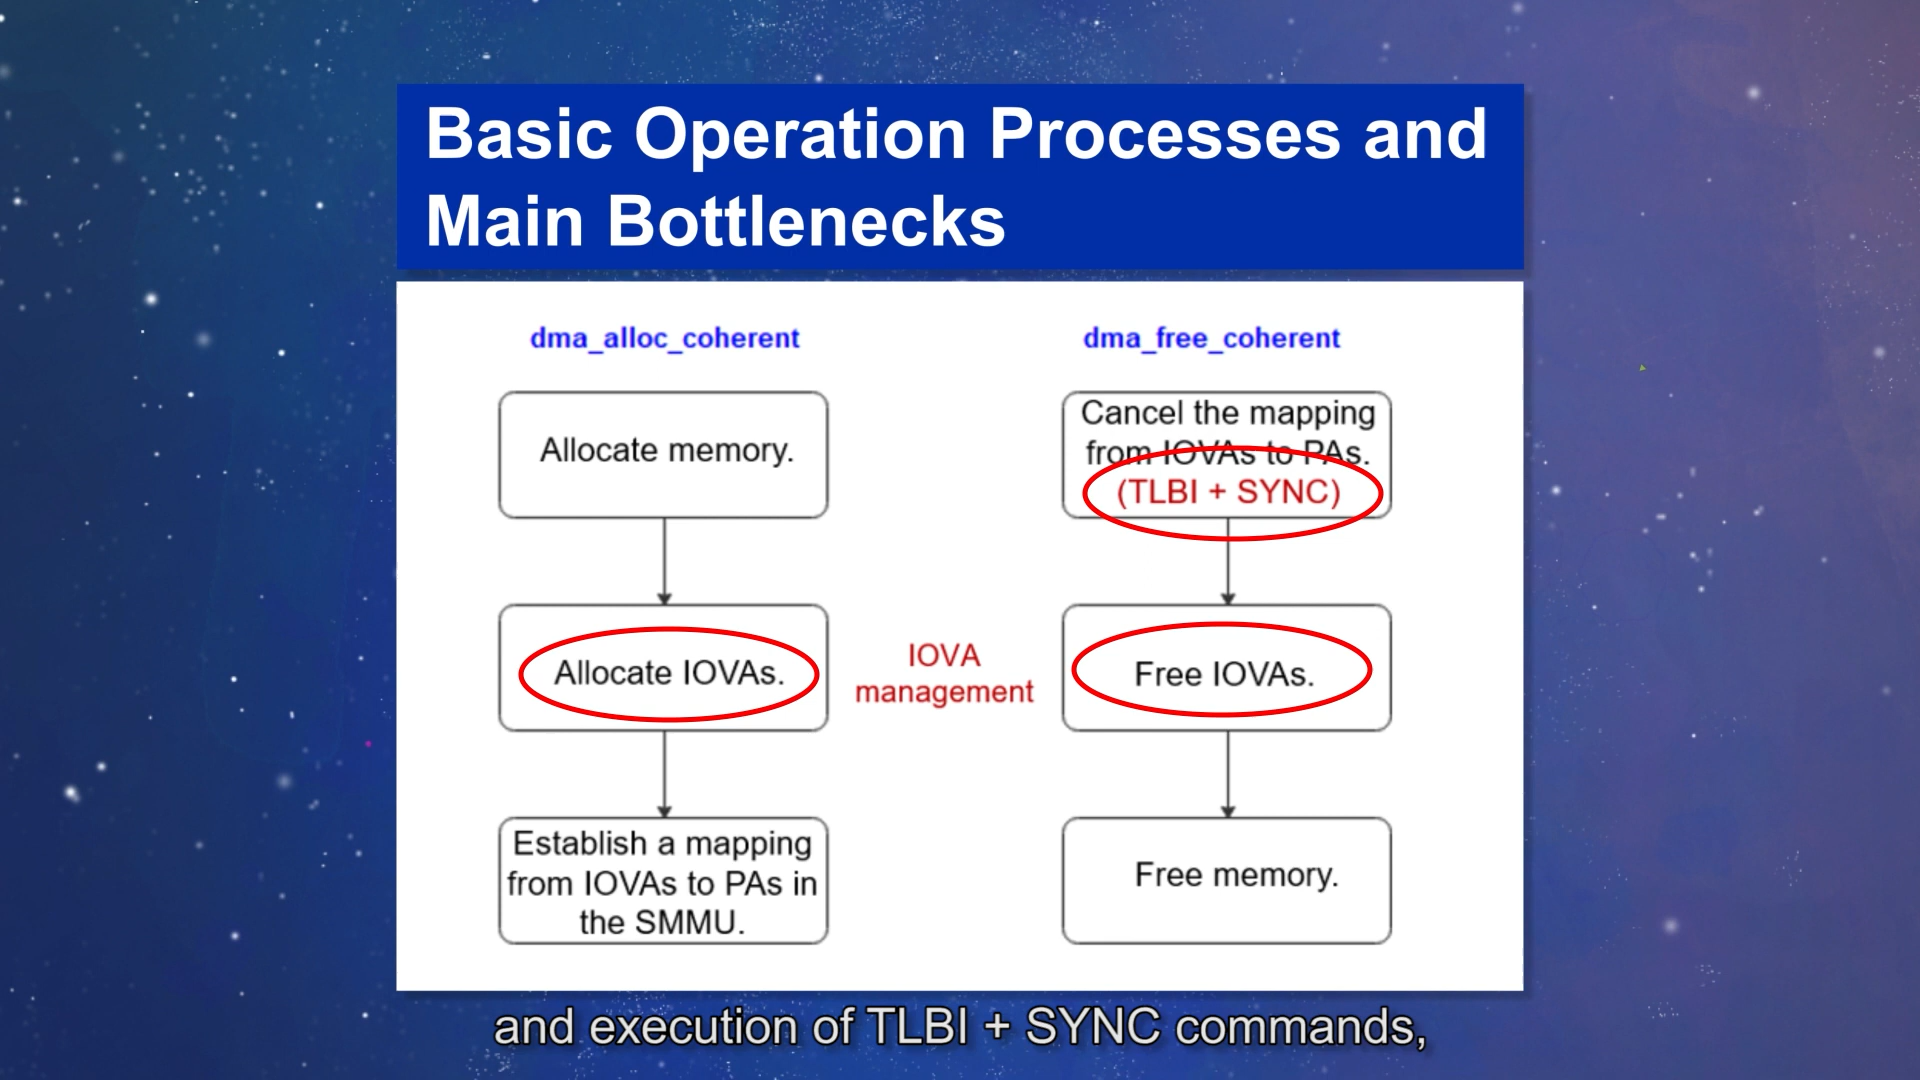 Basic Operation Processes and
Main Bottlenecks
dma_alloc_coherent
Allocate memory.
Allocate IOVAs.
Establish a mapping
from IOVAs to PAs in
the SMMU.
IOVA
management
dma_free_coherent
Cancel the mapping
from IOVAs to PAs.
(TLBI + SYNC)
Free IOVAs.
Free memory.
and execution of TLBI + SYNC commands,